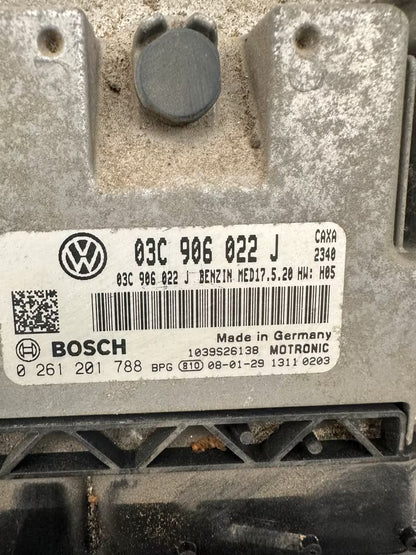 03C 906 022 J CAXA
2340
03C 906 022 J BENZIN MED17.5.20 HW: H05
Made in Germany
BOSCH 1039S26138 MOTRONIC
0 261 201 788 BPG 810 08-01-29 1311 0203